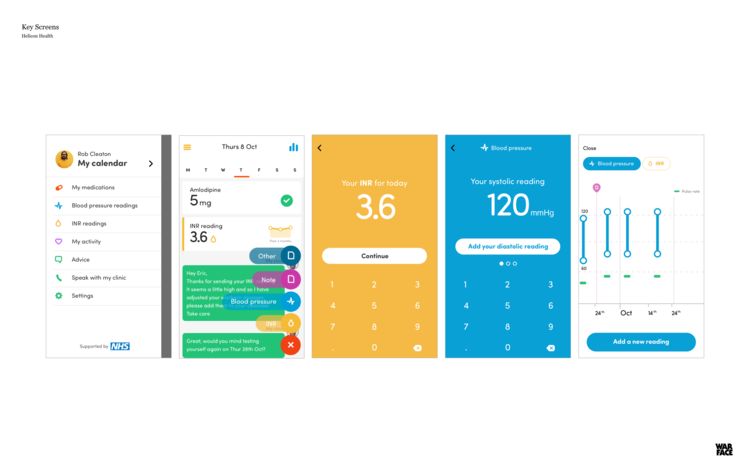 Key Screens
Helicon Health
Rob Cleaton
My calendar
My medications
Blood pressure readings
INR readings
My activity
Advice
Speak with my clinic
Settings
Supported by NHS
Thurs 8 Oct
M T W T F S S
Amlodipine
5 mg
INR reading
3.6
Other
Note
Blood pressure
INR
Hey Eric,
Thanks for sending your INR
It seems a little high and so I have
adjusted your
please add the
Take care
Great, would you mind testing
yourself again on Thur 26th Oct?
Your INR for today
3.6
Continue
1 2 3
4 5 6
7 8 9
. 0
Blood pressure
Your systolic reading
120 mmHg
Add your diastolic reading
1 2 3
4 5 6
7 8 9
. 0
Close
Blood pressure
INR
Pulse rate
120
60
24th Oct 14th 24th
Add a new reading
WAR
FACE